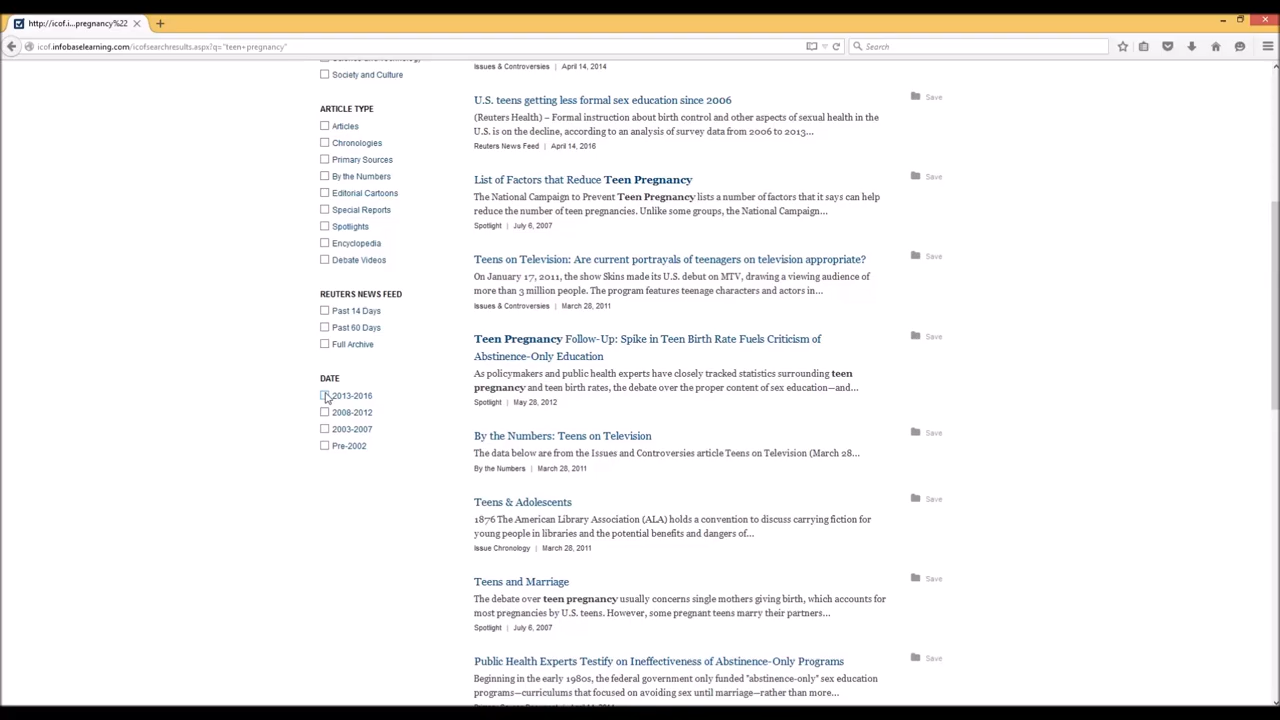 http://icof.i...pregnancy%22
icof.infobaselearning.com/icofsearchresults.aspx?q="teen+pregnancy"
Search
Society and Culture
ARTICLE TYPE
Articles
Chronologies
Primary Sources
By the Numbers
Editorial Cartoons
Special Reports
Spotlights
Encyclopedia
Debate Videos
REUTERS NEWS FEED
Past 14 Days
Past 60 Days
Full Archive
DATE
2013-2016
2008-2012
2003-2007
Pre-2002
Issues & Controversies | April 14, 2014
U.S. teens getting less formal sex education since 2006
Save
(Reuters Health) – Formal instruction about birth control and other aspects of sexual health in the
U.S. is on the decline, according to an analysis of survey data from 2006 to 2013...
Reuters News Feed | April 14, 2016
List of Factors that Reduce Teen Pregnancy
Save
The National Campaign to Prevent Teen Pregnancy lists a number of factors that it says can help
reduce the number of teen pregnancies. Unlike some groups, the National Campaign...
Spotlight | July 6, 2007
Teens on Television: Are current portrayals of teenagers on television appropriate?
Save
On January 17, 2011, the show Skins made its U.S. debut on MTV, drawing a viewing audience of
more than 3 million people. The program features teenage characters and actors in...
Issues & Controversies | March 28, 2011
Teen Pregnancy Follow-Up: Spike in Teen Birth Rate Fuels Criticism of
Save
Abstinence-Only Education
As policymakers and public health experts have closely tracked statistics surrounding teen
pregnancy and teen birth rates, the debate over the proper content of sex education—and...
Spotlight | May 28, 2012
By the Numbers: Teens on Television
Save
The data below are from the Issues and Controversies article Teens on Television (March 28...
By the Numbers | March 28, 2011
Teens & Adolescents
Save
1876 The American Library Association (ALA) holds a convention to discuss carrying fiction for
young people in libraries and the potential benefits and dangers of...
Issue Chronology | March 28, 2011
Teens and Marriage
Save
The debate over teen pregnancy usually concerns single mothers giving birth, which accounts for
most pregnancies by U.S. teens. However, some pregnant teens marry their partners...
Spotlight | July 6, 2007
Public Health Experts Testify on Ineffectiveness of Abstinence-Only Programs
Save
Beginning in the early 1980s, the federal government only funded "abstinence-only" sex education
programs—curriculums that focused on avoiding sex until marriage—rather than more...